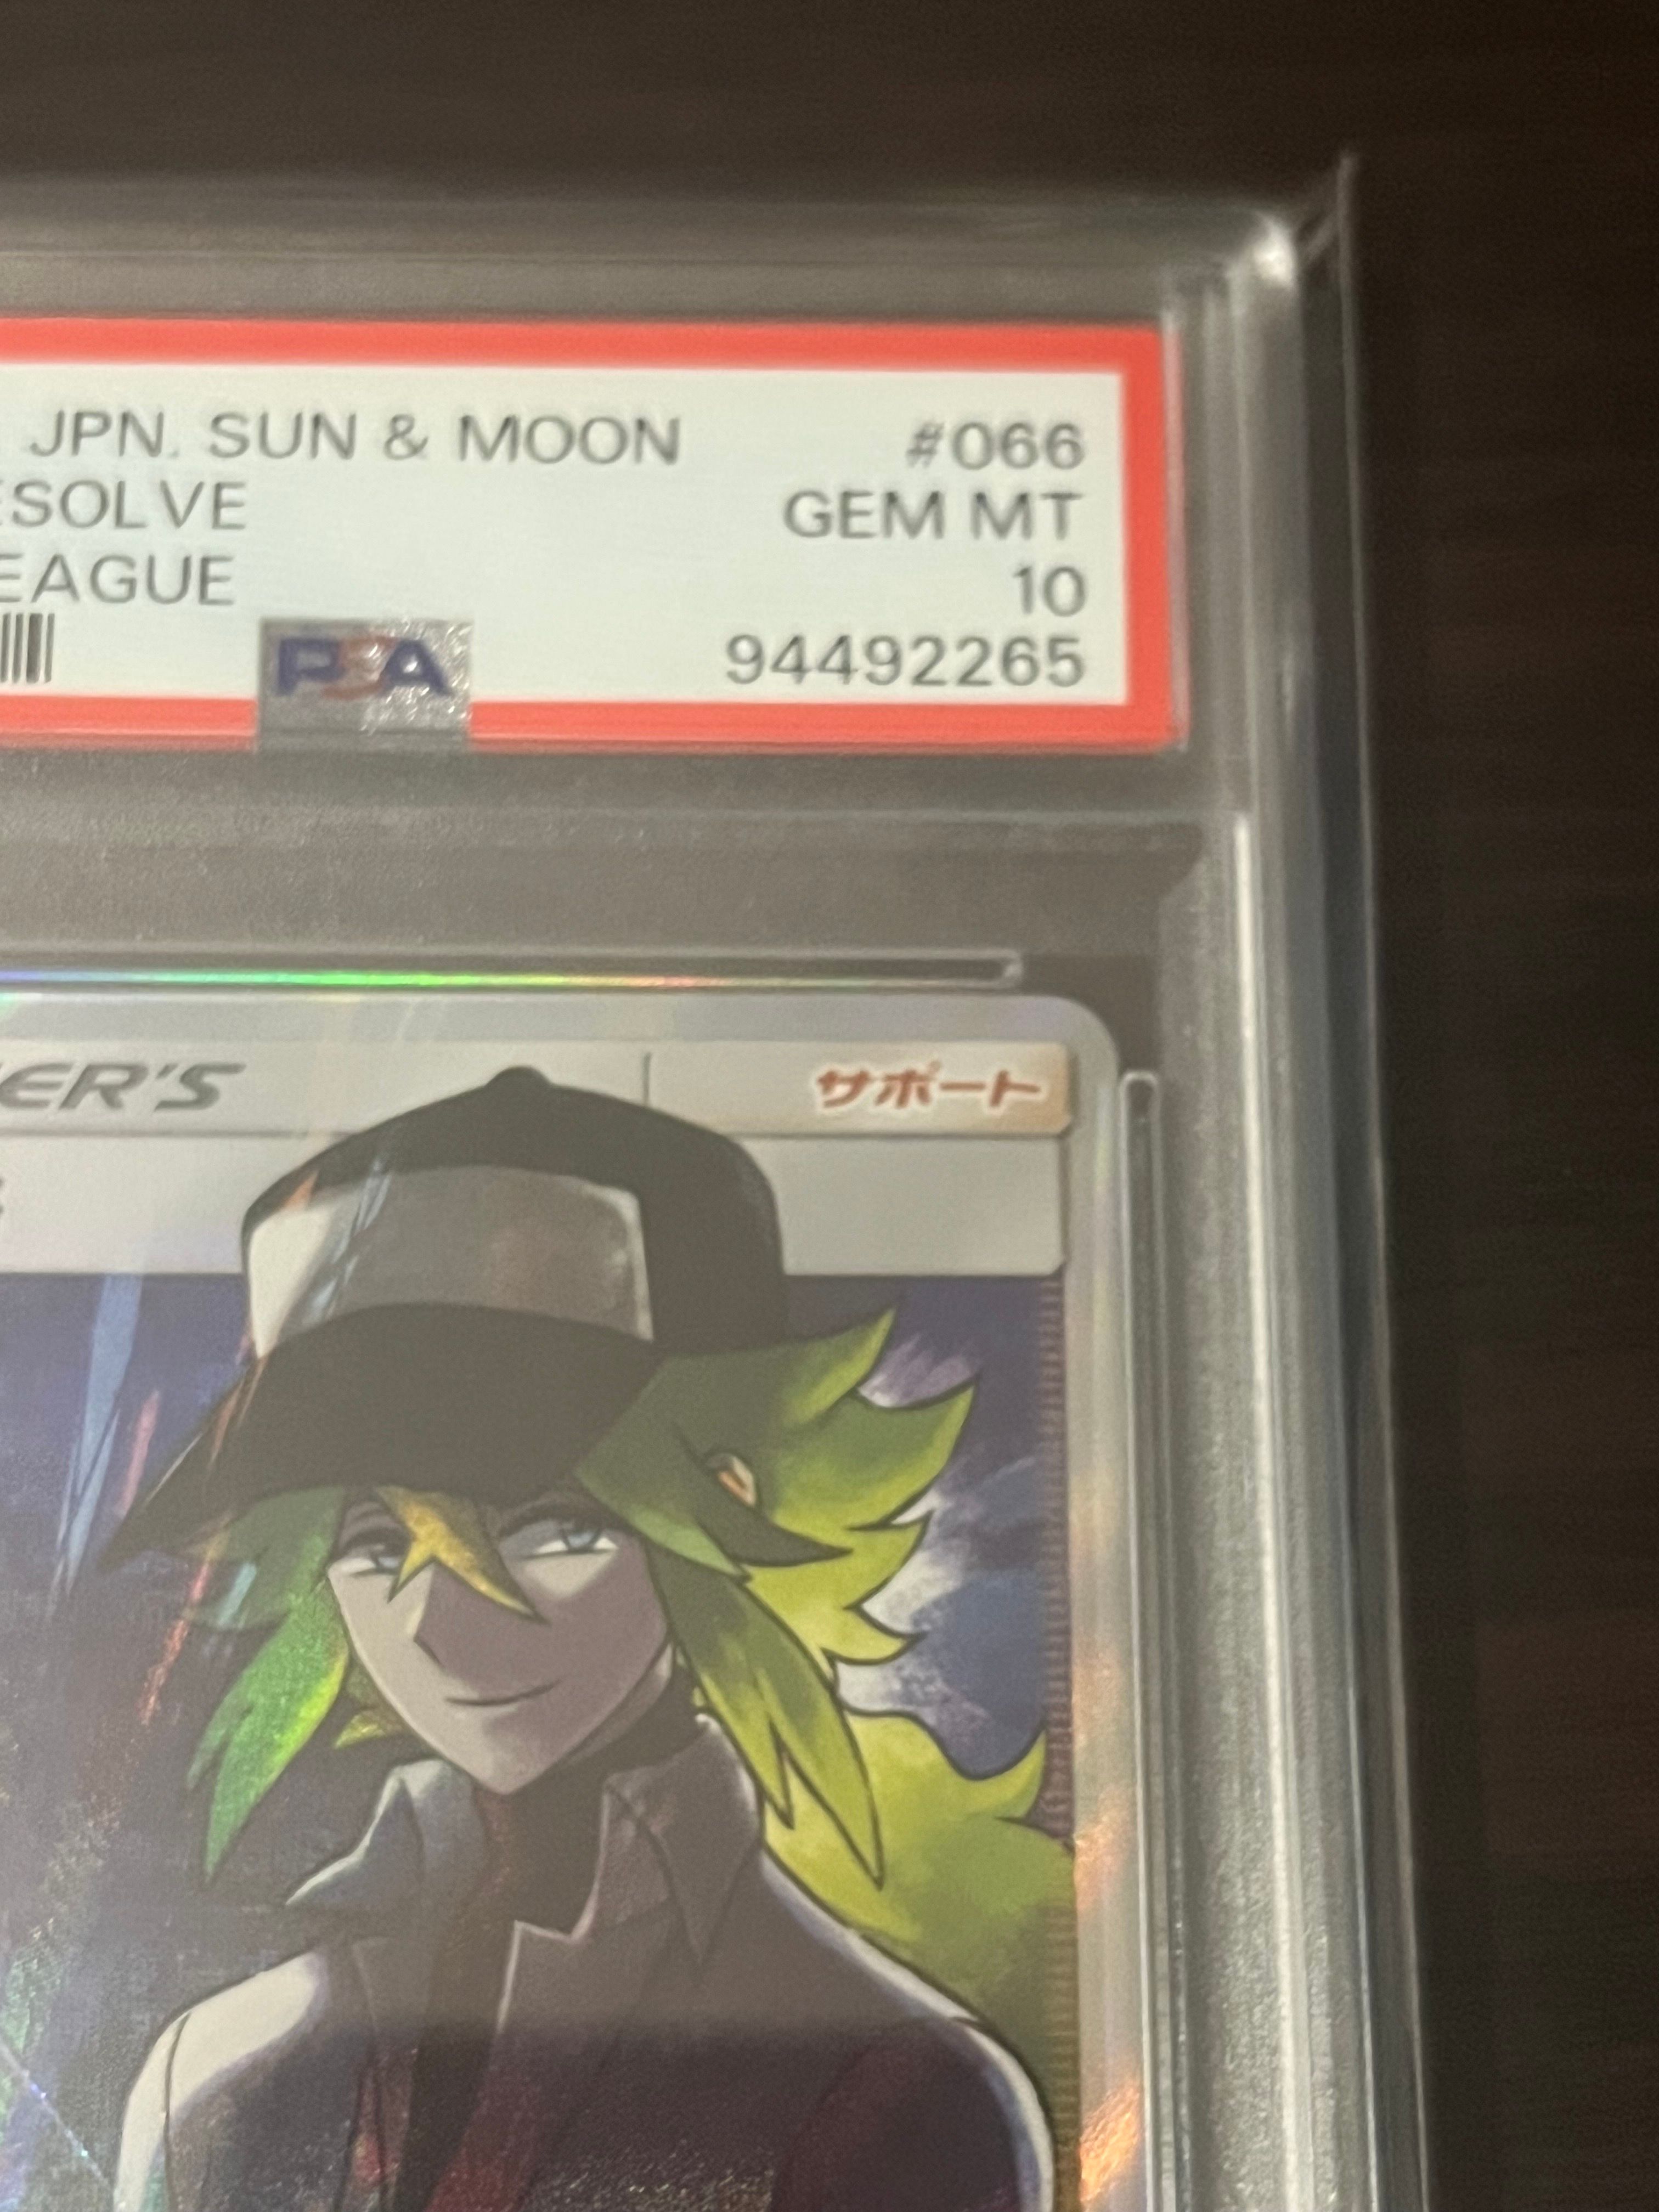 JPN. SUN & MOON #066
ESOLVE GEM MT
EAGUE 10
PSA 94492265
ER'S サポート